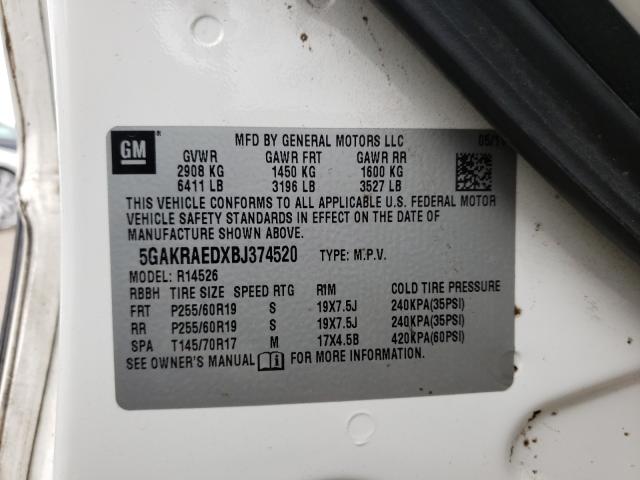 GM
MFD BY GENERAL MOTORS LLC
GVWR GAWR FRT GAWR RR
2908 KG 1450 KG 1600 KG
6411 LB 3196 LB 3527 LB
THIS VEHICLE CONFORMS TO ALL APPLICABLE U.S. FEDERAL MOTOR
VEHICLE SAFETY STANDARDS IN EFFECT ON THE DATE OF
MANUFACTURE SHOWN ABOVE.
5GAKRAEDXBJ374520 TYPE: M.P.V.
MODEL: R14526
RBBH TIRE SIZE SPEED RTG RIM COLD TIRE PRESSURE
FRT P255/60R19 S 19X7.5J 240KPA(35PSI)
RR P255/60R19 S 19X7.5J 240KPA(35PSI)
SPA T145/70R17 M 17X4.5B 420KPA(60PSI)
SEE OWNER'S MANUAL FOR MORE INFORMATION.